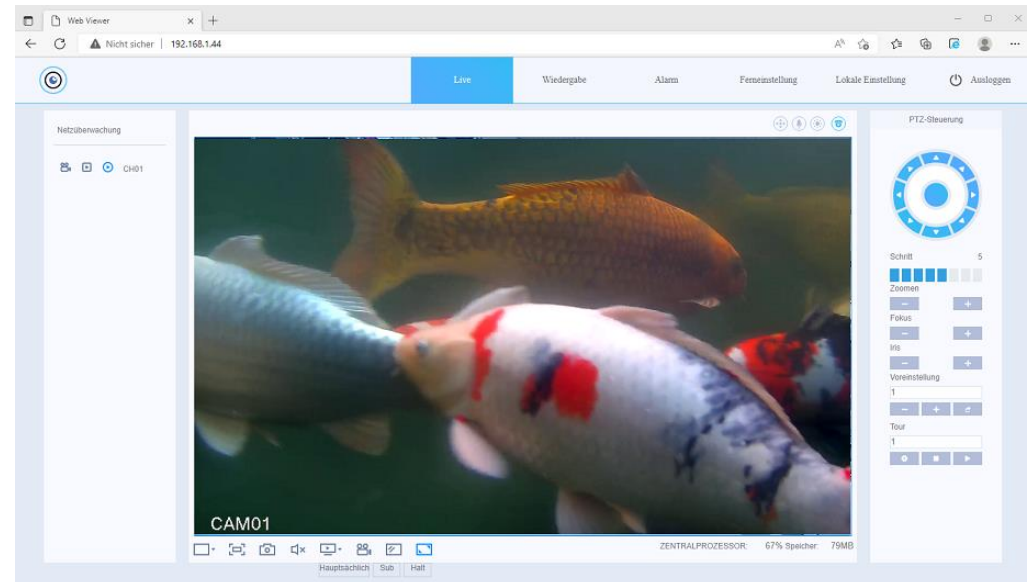 Web Viewer
Nicht sicher | 192.168.1.44
Live Wiedergabe Alarm Ferneinstellung Lokale Einstellung Ausloggen
Netzüberwachung
CH01
PTZ-Steuerung
Schritt 5
Zoomen
Fokus
Iris
Voreinstellung
1
Tour
1
CAM01
ZENTRALPROZESSOR: 67% Speicher: 79MB
Hauptsächlich Sub Halt